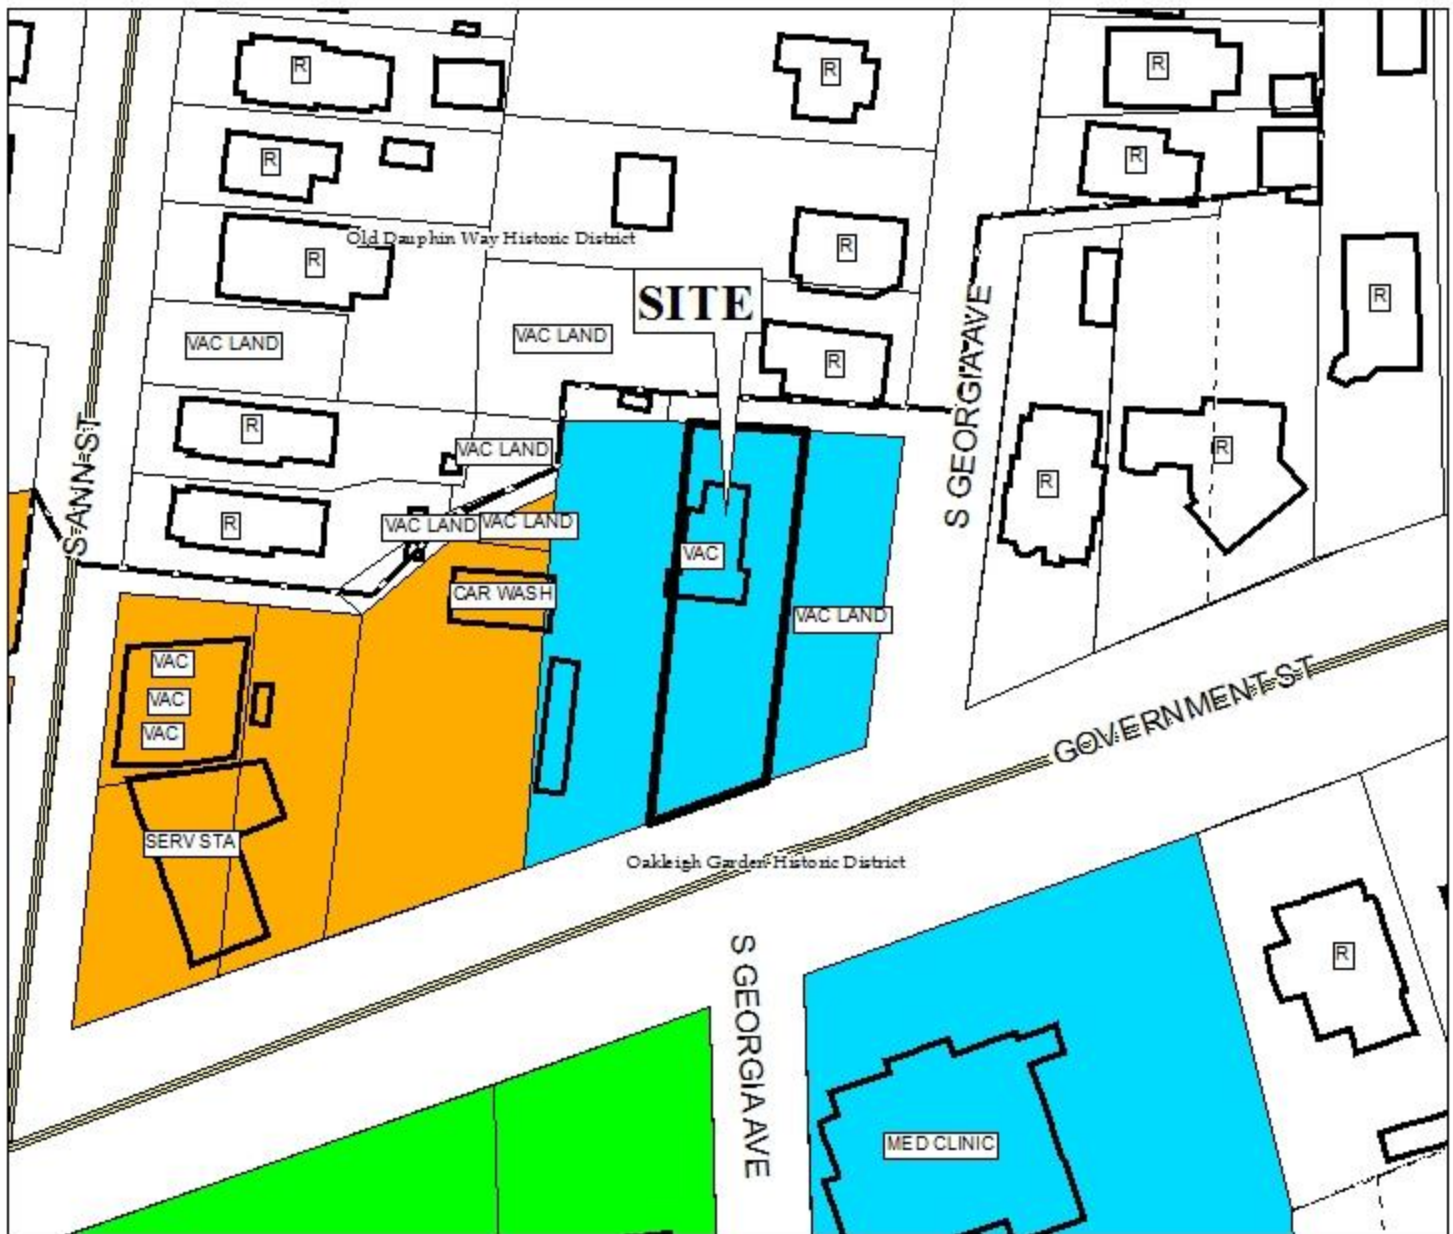 R
R
R
R
R
R
Old Dauphin Way Historic District
R
R
R
SITE
VAC LAND
VAC LAND
R
S GEORGIA AVE
S ANN ST
R
VAC LAND
R
R
VAC LAND
VAC LAND
R
VAC
CAR WASH
VAC LAND
VAC
VAC
VAC
GOVERNMENT ST
SERV STA
Oakleigh Garden Historic District
S GEORGIA AVE
R
MED CLINIC